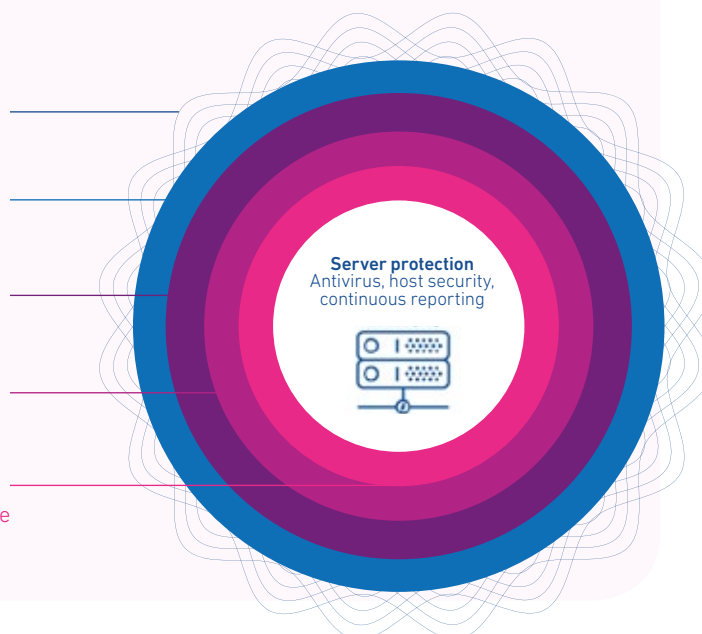 Server protection
Antivirus, host security,
continuous reporting
e